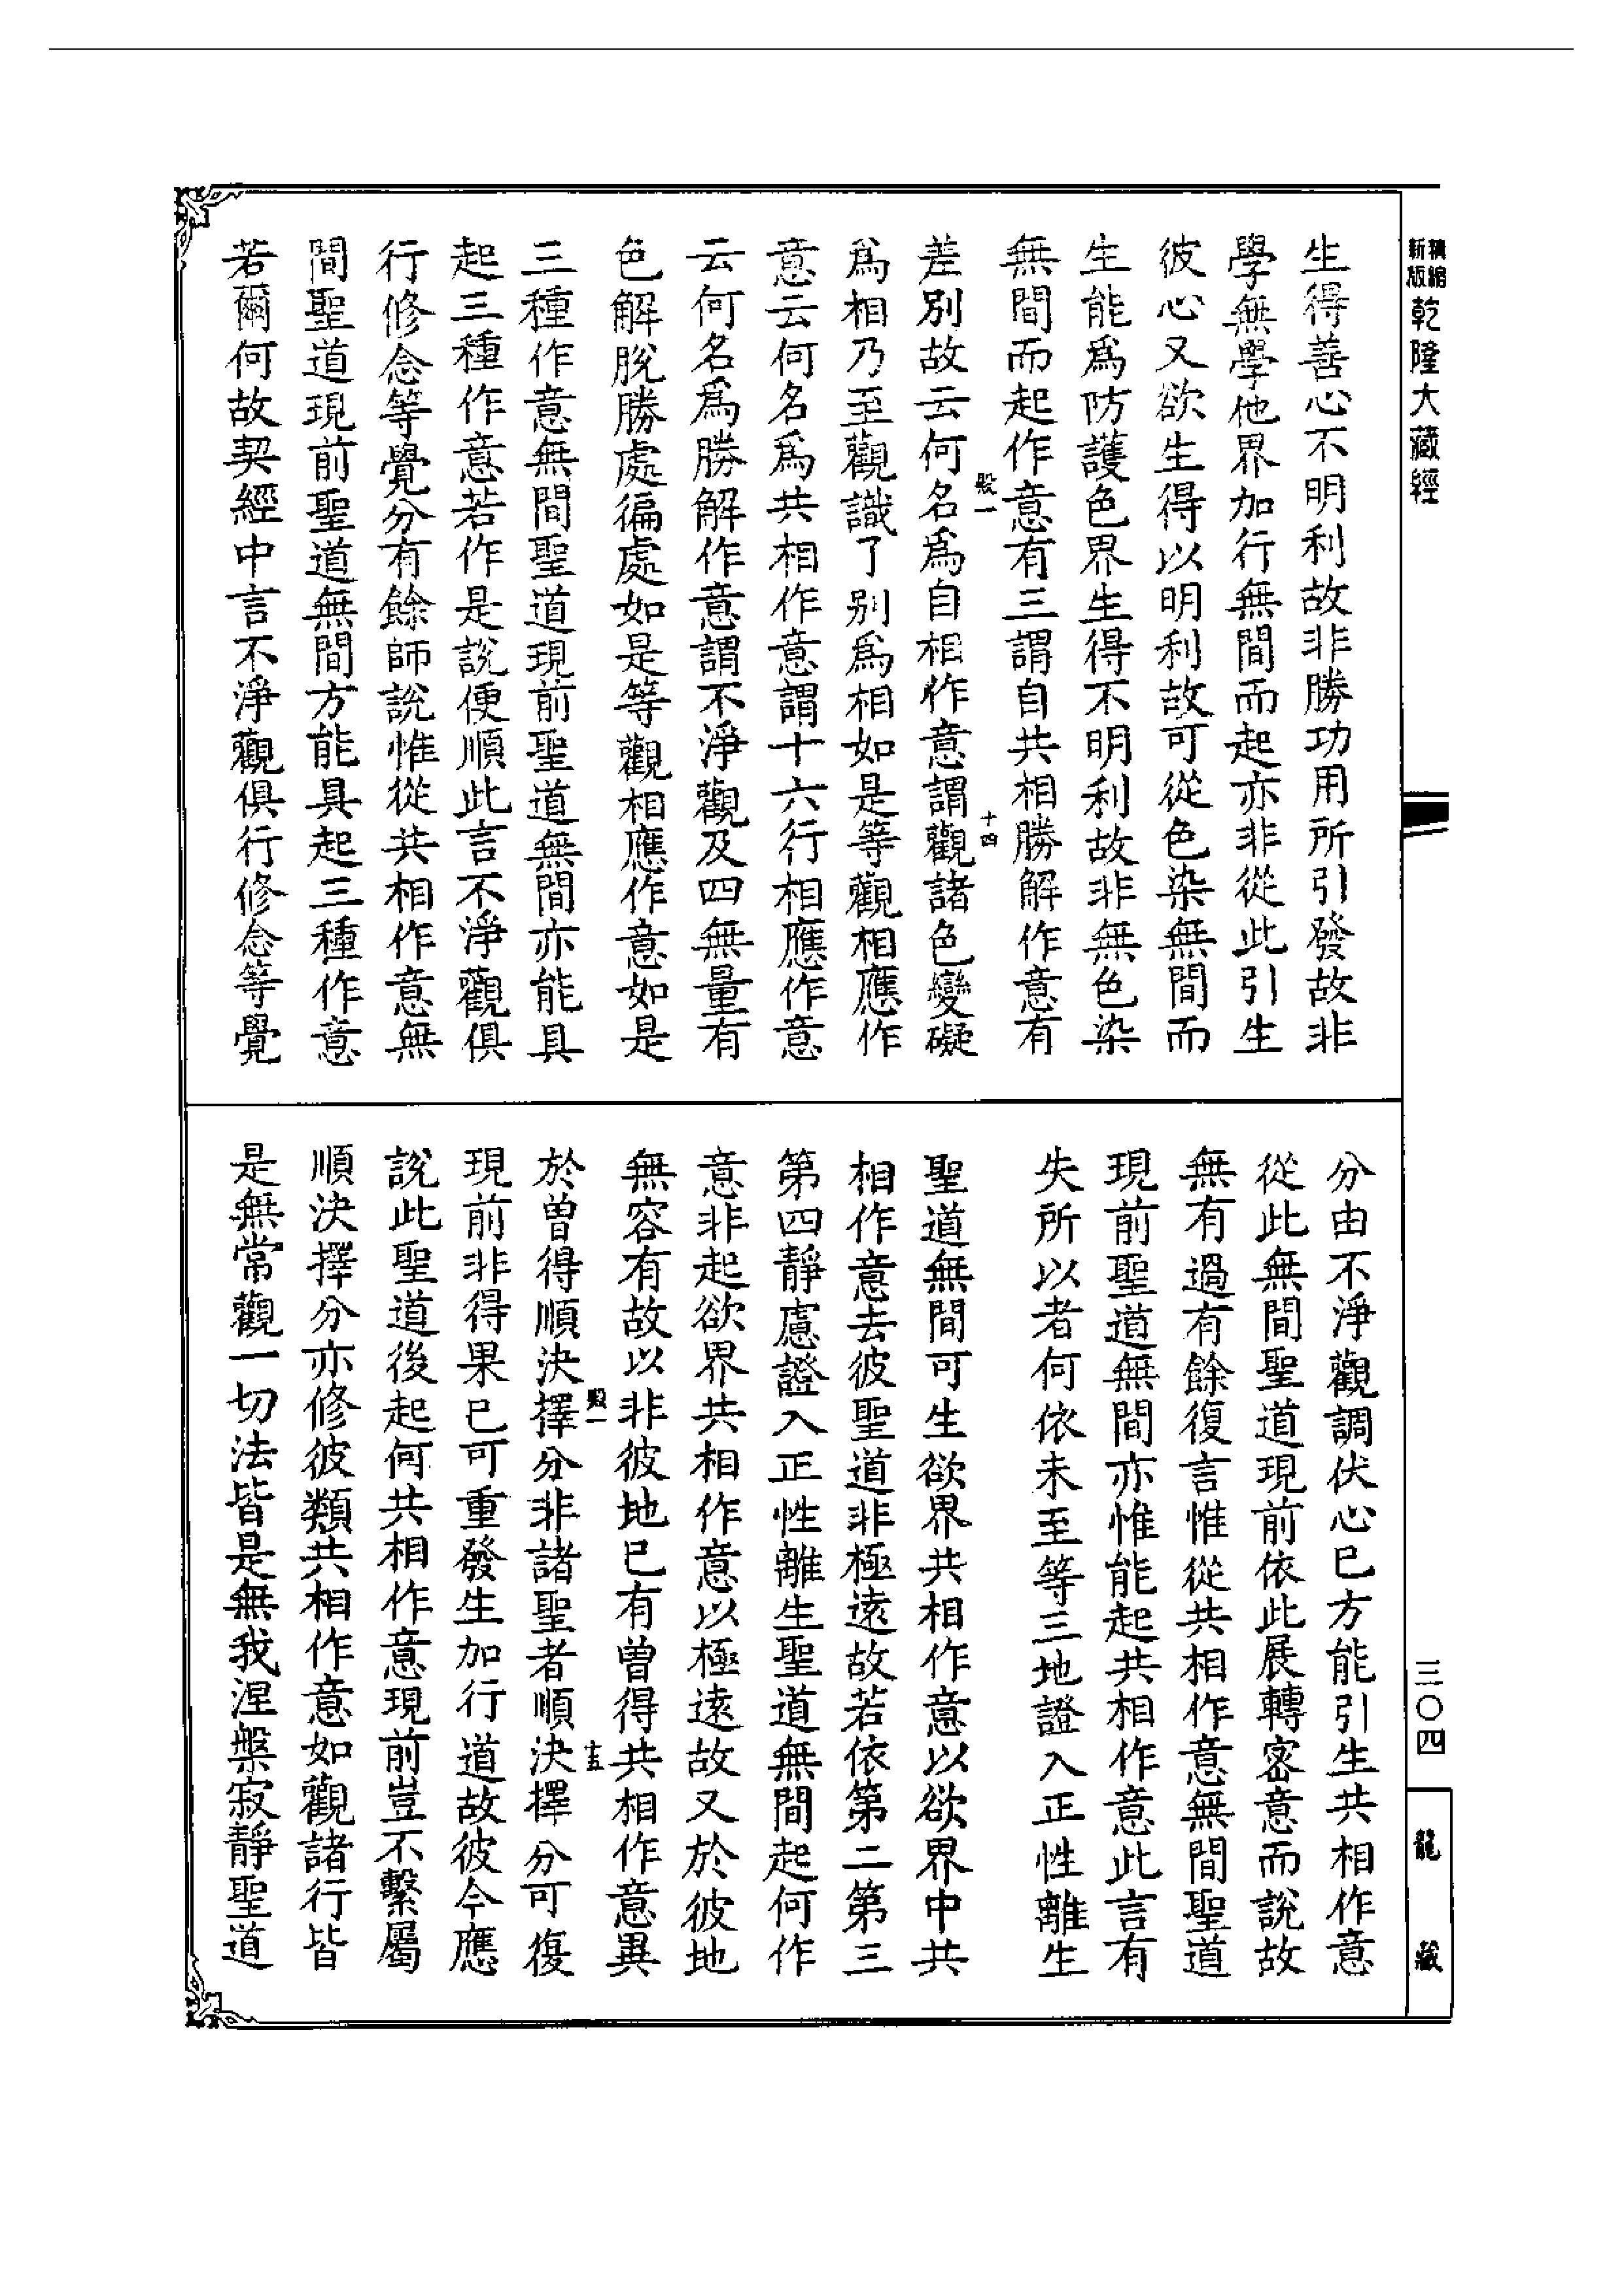 精縮新版乾隆大藏經
生得善心不明利故非勝功用所引發故非
學無學他界加行無間而起亦非從此引生
彼心又欲生得以明利故可從色染無間而
生能爲防護色界生得不明利故非無色染
無間而起作意有三謂自共相勝解作意有
殷一
十四
差別故云何名爲自相作意謂觀諸色變礙
爲相乃至觀識了別爲相如是等觀相應作
意云何名爲共相作意謂十六行相應作意
云何名爲勝解作意謂不淨觀及四無量有
色解脫勝處徧處如是等觀相應作意如是
三種作意無間聖道現前聖道無間亦能具
起三種作意若作是說便順此言不淨觀俱
行修念等覺分有餘師說惟從共相作意無
間聖道現前聖道無間方能具起三種作意
若爾何故契經中言不淨觀俱行修念等覺
分由不淨觀調伏心已方能引生共相作意
從此無間聖道現前依此展轉密意而說故
無有過有餘復言惟從共相作意無間聖道
現前聖道無間亦惟能起共相作意此言有
失所以者何依未至等三地證入正性離生
聖道無間可生欲界共相作意以欲界中共
相作意去彼聖道非極遠故若依第二第三
第四靜慮證入正性離生聖道無間起何作
意非起欲界共相作意以極遠故又於彼地
無容有故以非彼地已有曾得共相作意異
殷一
十五
於曾得順決擇分非諸聖者順決擇分可復
現前非得果已可重發生加行道故彼今應
說此聖道後起何共相作意現前豈不繫屬
順決擇分亦修彼類共相作意如觀諸行皆
是無常觀一切法皆是無我涅槃寂靜聖道
三〇四
龍藏